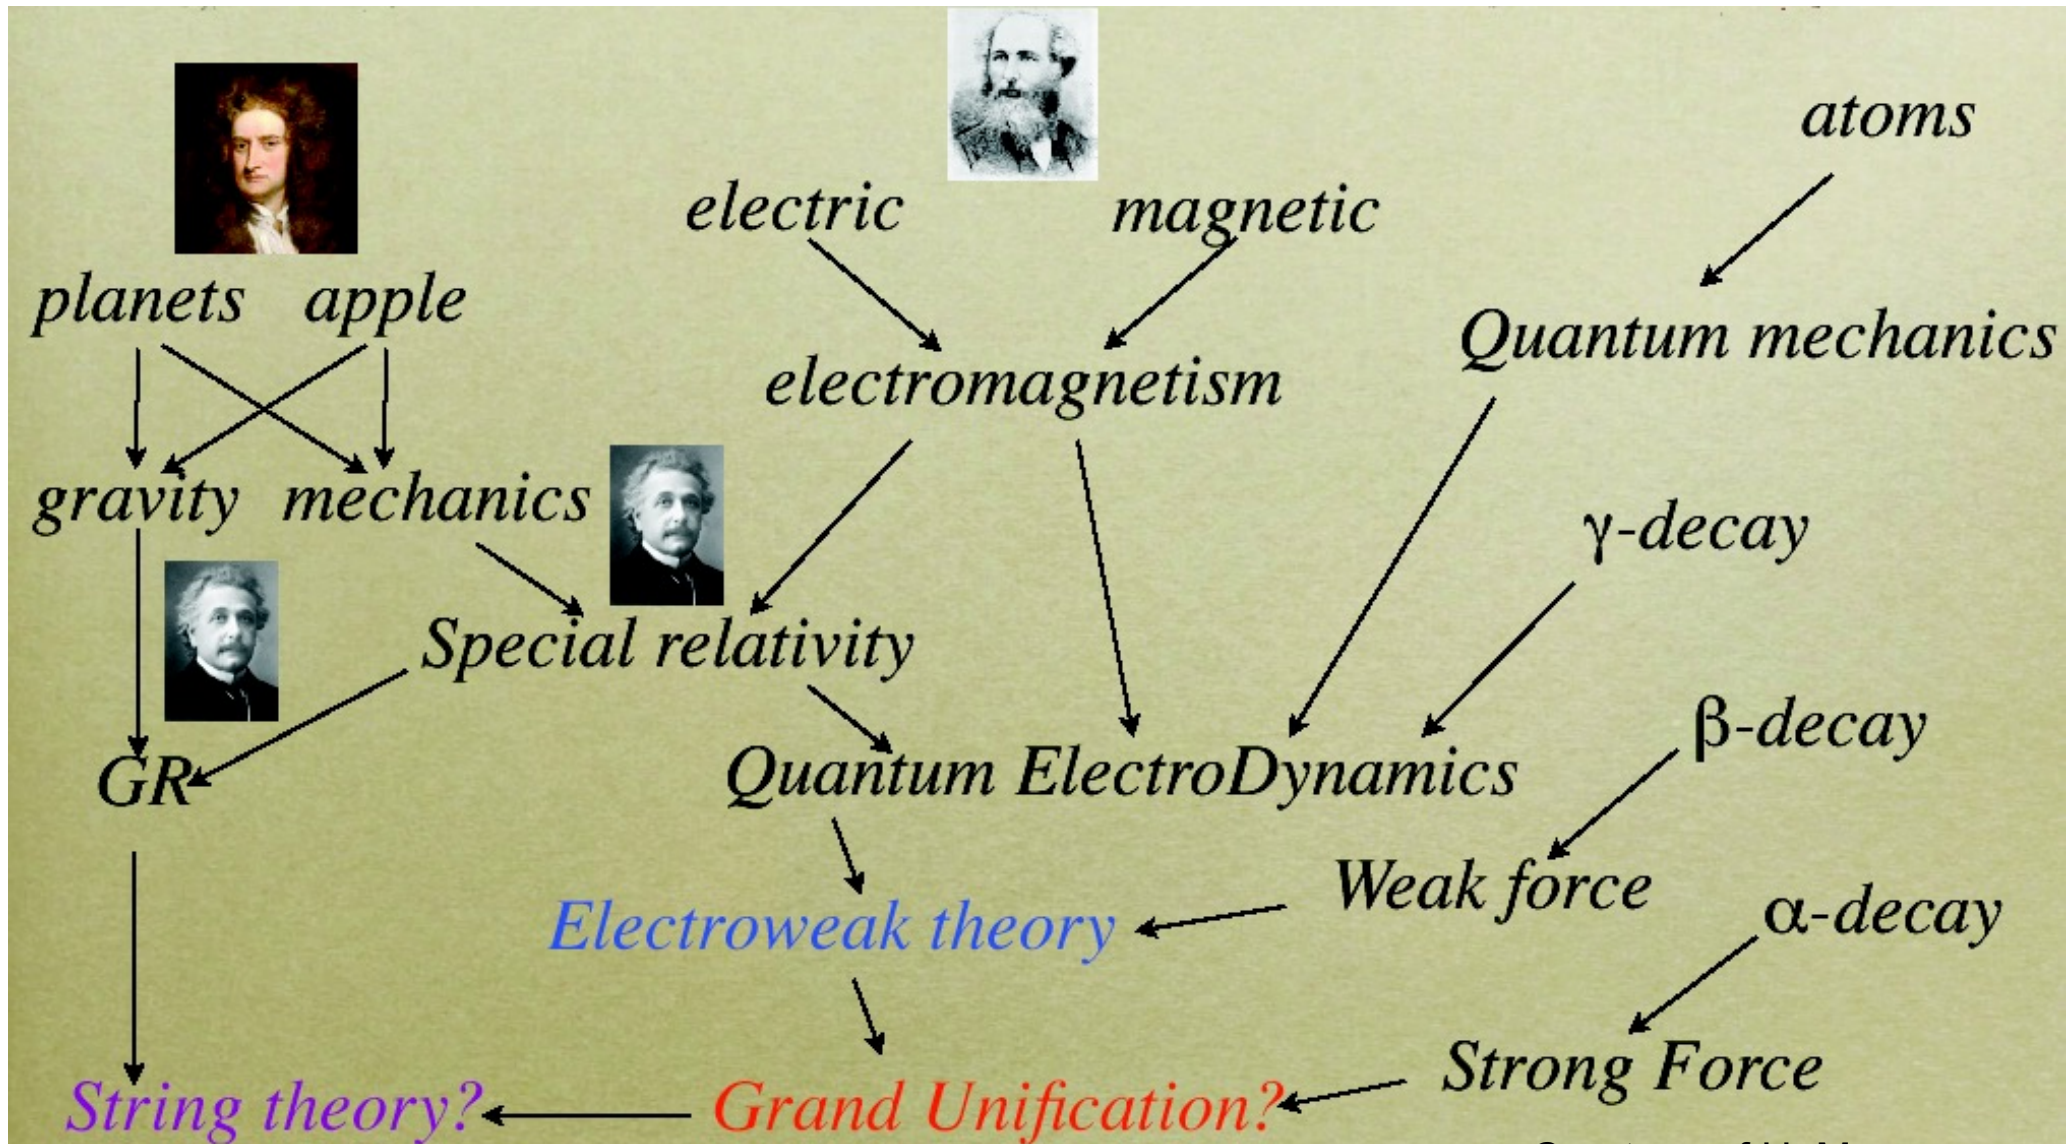 atoms
electric magnetic
planets apple
Quantum mechanics
electromagnetism
gravity mechanics
γ-decay
Special relativity
β-decay
GR
Quantum ElectroDynamics
Weak force
α-decay
Electroweak theory
Strong Force
String theory?
Grand Unification?